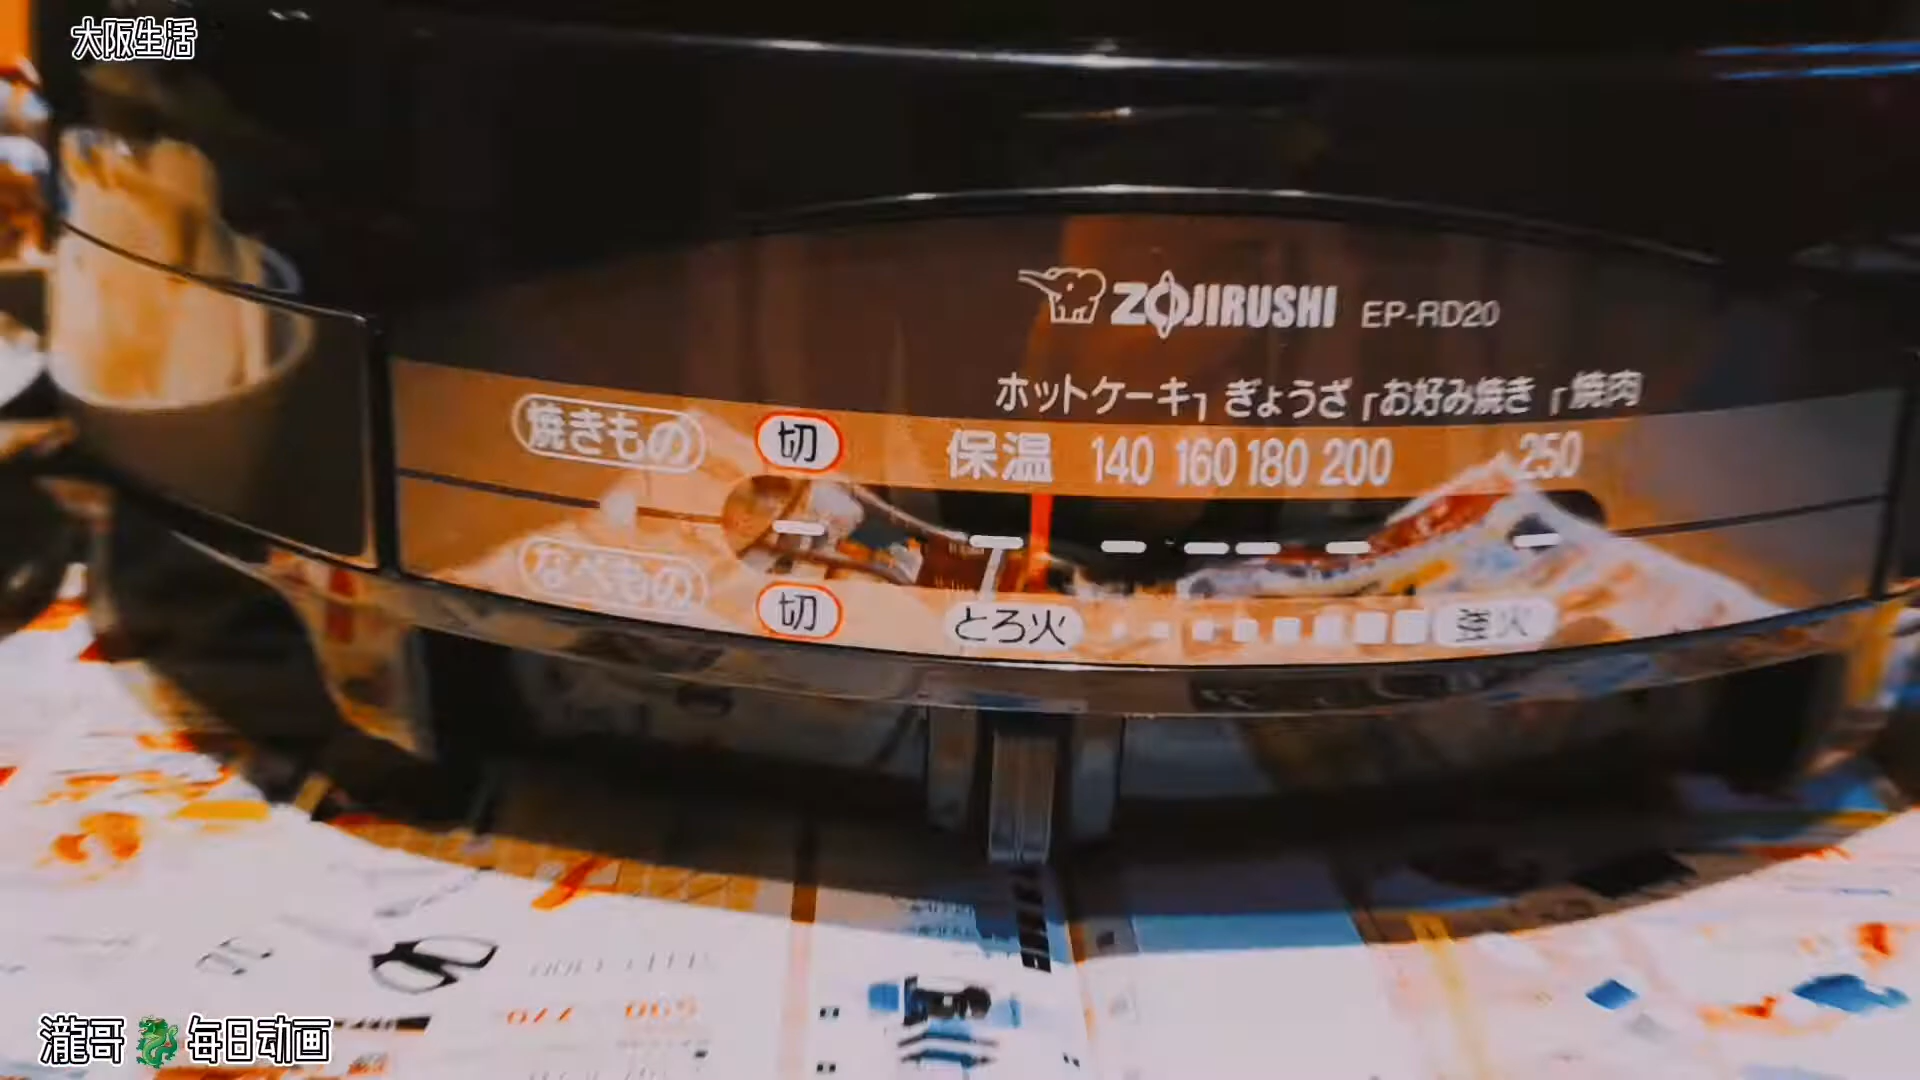 大阪生活
ZOJIRUSHI EP-RD20
ホットケーキ┐ ぎょうざ ┌お好み焼き ┌焼肉
焼きもの 切 保温 140 160 180 200 250
なべもの 切 とろ火 強火
瀧哥🐉每日动画